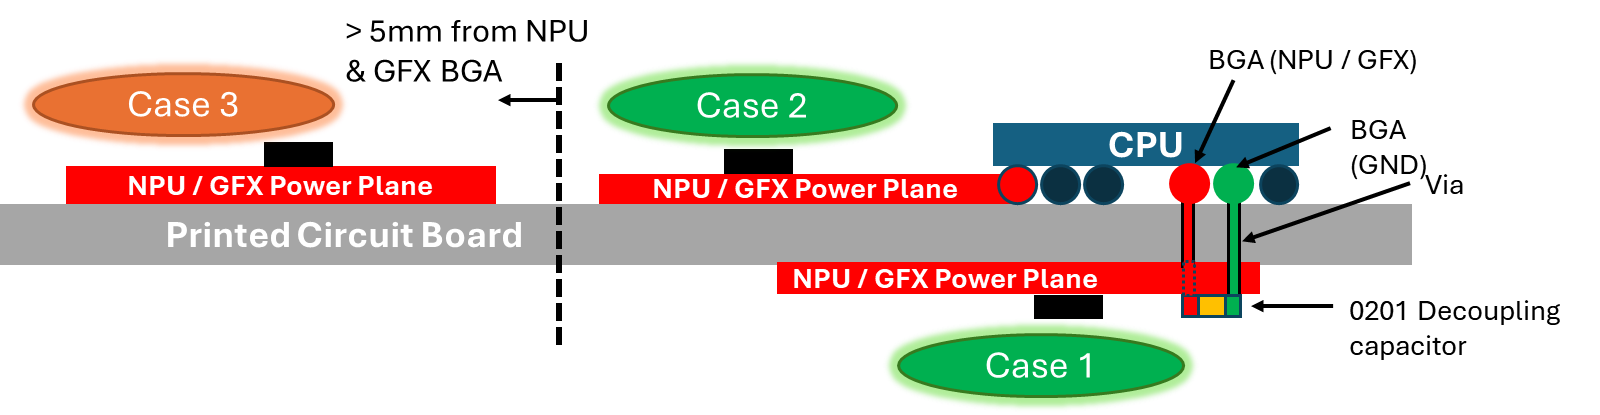 > 5mm from NPU
& GFX BGA
Case 3
Case 2
BGA (NPU / GFX)
CPU
BGA
(GND)
Via
NPU / GFX Power Plane
NPU / GFX Power Plane
Printed Circuit Board
NPU / GFX Power Plane
0201 Decoupling
capacitor
Case 1